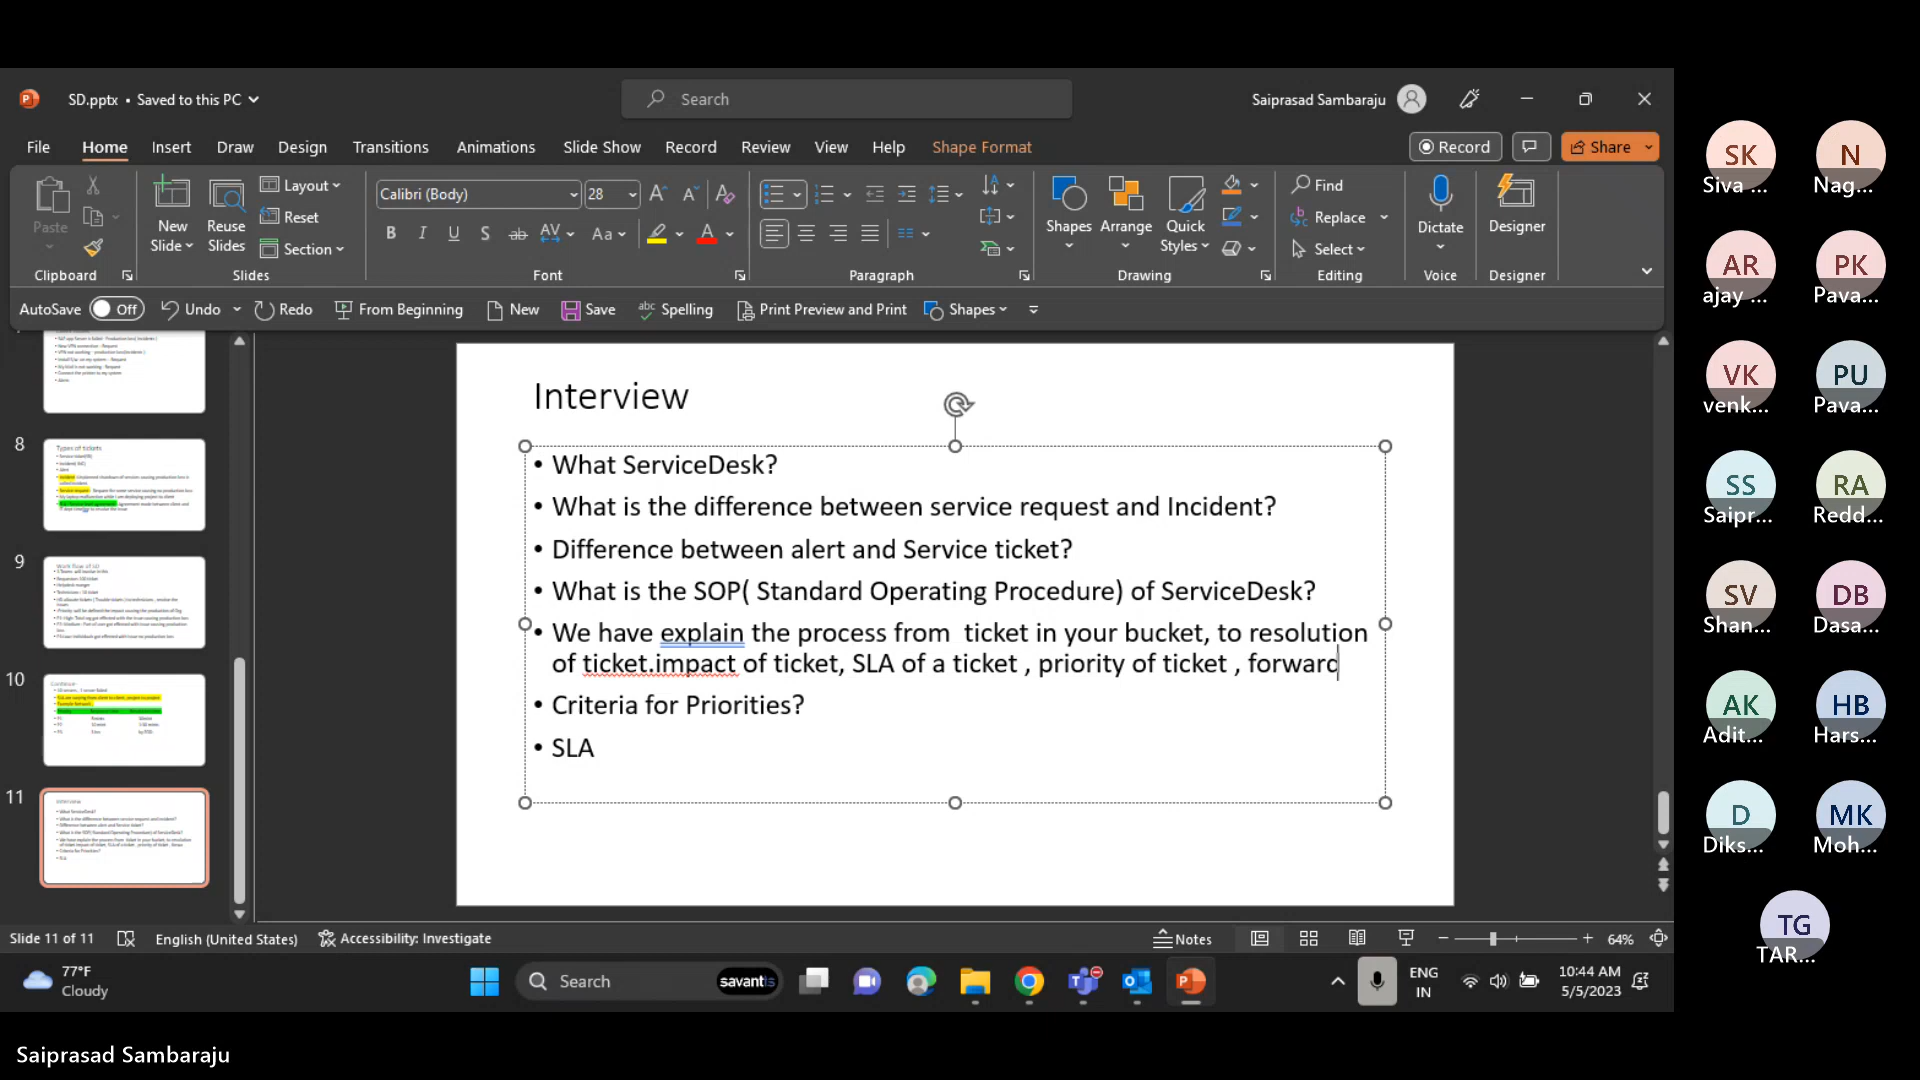 SD.pptx • Saved to this PC
Search
Saiprasad Sambaraju
File Home Insert Draw Design Transitions Animations Slide Show Record Review View Help Shape Format
Record
Share
Paste
New Slide
Reuse Slides
Layout
Reset
Section
Calibri (Body) 28
Shapes
Arrange
Quick Styles
Find
Replace
Select
Dictate
Designer
Clipboard Slides Font Paragraph Drawing Editing Voice Designer
AutoSave Off Undo Redo From Beginning New Save Spelling Print Preview and Print Shapes
8
Types of tickets
9
10
11
Interview
Interview
• What ServiceDesk?
• What is the difference between service request and Incident?
• Difference between alert and Service ticket?
• What is the SOP( Standard Operating Procedure) of ServiceDesk?
• We have explain the process from  ticket in your bucket, to resolution
of ticket.impact of ticket, SLA of a ticket , priority of ticket , forward
• Criteria for Priorities?
• SLA
Slide 11 of 11 English (United States) Accessibility: Investigate Notes 64%
77°F
Cloudy
Search savantis
ENG
IN
10:44 AM
5/5/2023
SK
Siva ...
N
Nag...
AR
ajay ...
PK
Pava...
VK
venk...
PU
Pava...
SS
Saipr...
RA
Redd...
SV
Shan...
DB
Dasa...
AK
Adit...
HB
Hars...
D
Diks...
MK
Moh...
TG
TAR...
Saiprasad Sambaraju